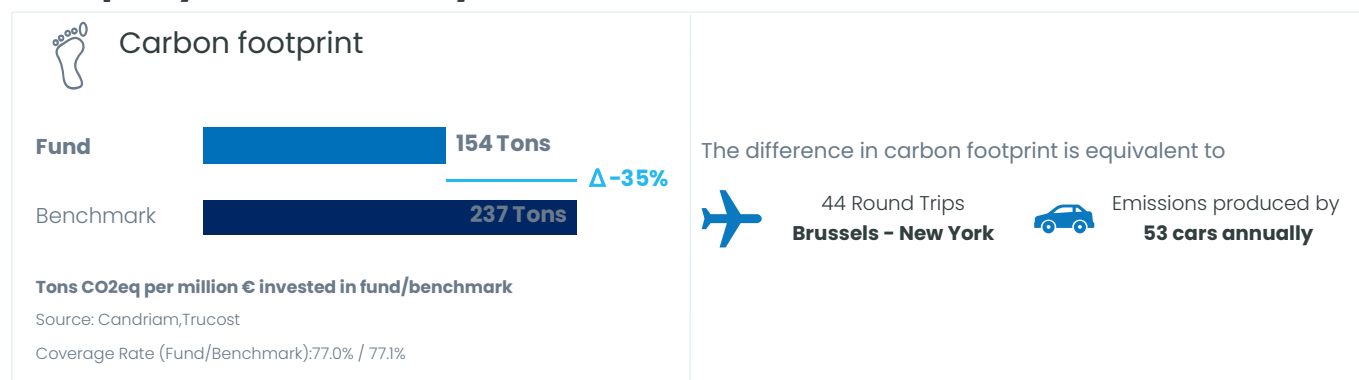 Carbon footprint
Fund
154 Tons
Δ -35%
Benchmark
237 Tons
Tons CO2eq per million € invested in fund/benchmark
Source: Candriam,Trucost
Coverage Rate (Fund/Benchmark):77.0% / 77.1%
The difference in carbon footprint is equivalent to
44 Round Trips
Brussels - New York
Emissions produced by
53 cars annually